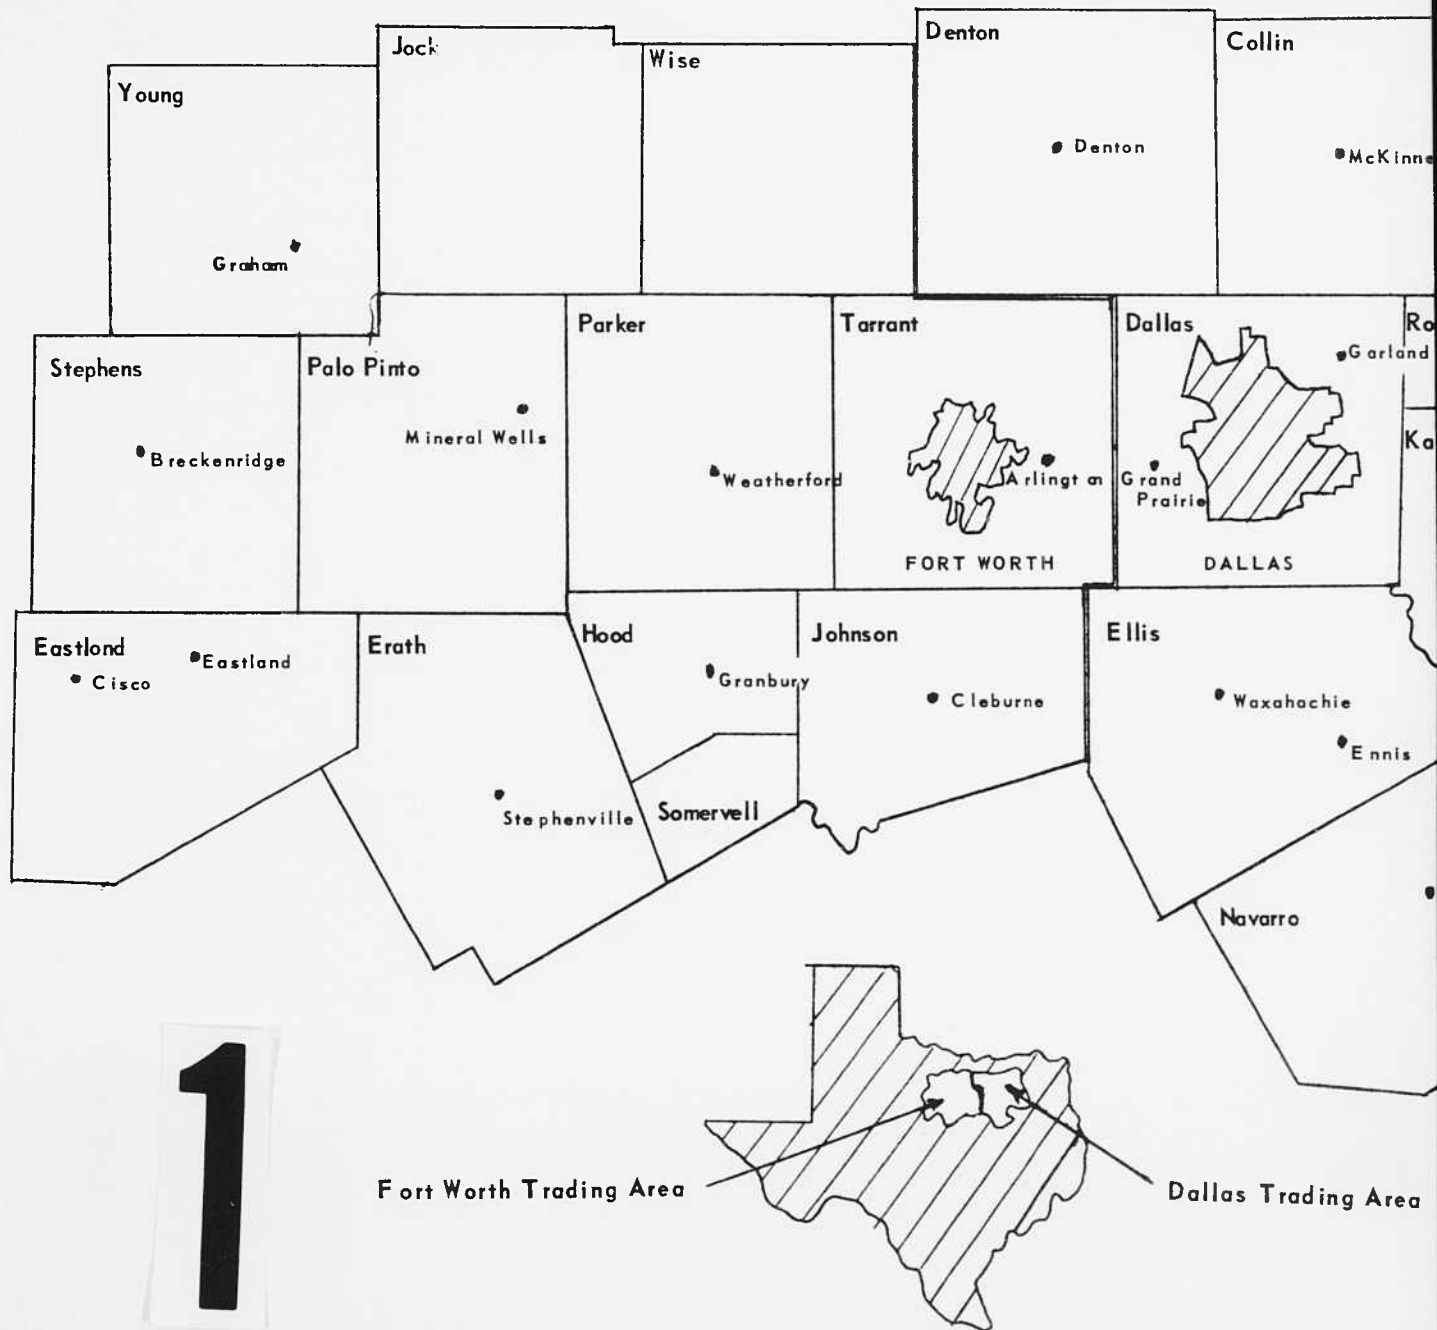 Denton
Collin
Jock
Wise
Young
Denton
McKinne
Graham
Parker
Tarrant
Dallas
Ro
Garland
Stephens
Palo Pinto
Mineral Wells
Ka
Breckenridge
Weatherford
Arlington
Grand
Prairie
FORT WORTH
DALLAS
Eastlond
Eastland
Cisco
Erath
Hood
Granbury
Johnson
Cleburne
Ellis
Waxahachie
Ennis
Stephenville
Somervell
Navarro
1
Fort Worth Trading Area
Dallas Trading Area